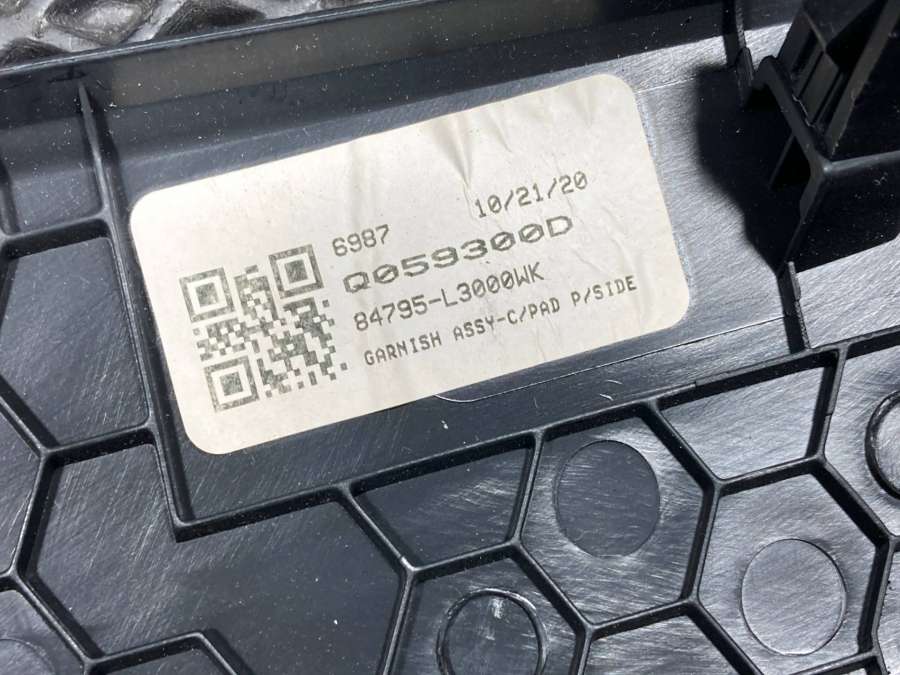 6987 10/21/20
Q059300D
84795-L3000WK
GARNISH ASSY-C/PAD P/SIDE